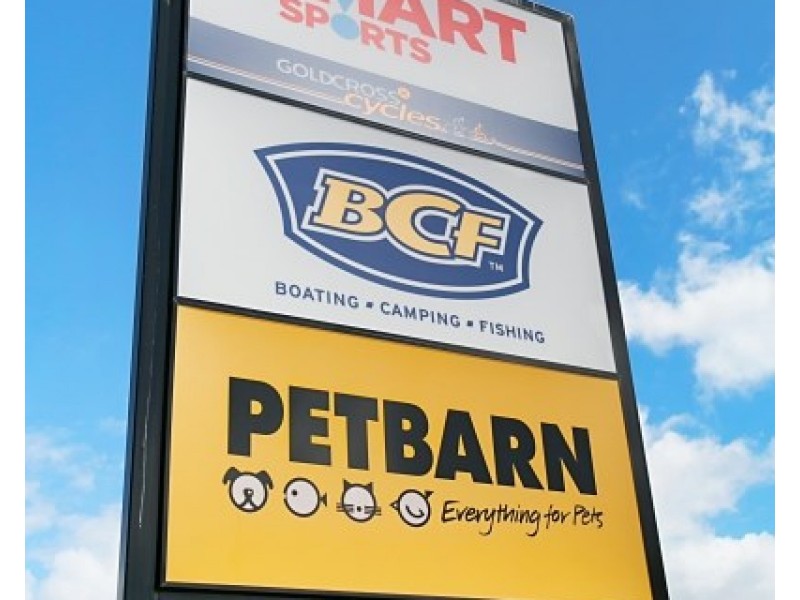 SPORTS
GOLDCROSS
cycles
BCF TM
BOATING ▪ CAMPING ▪ FISHING
PETBARN
Everything for Pets